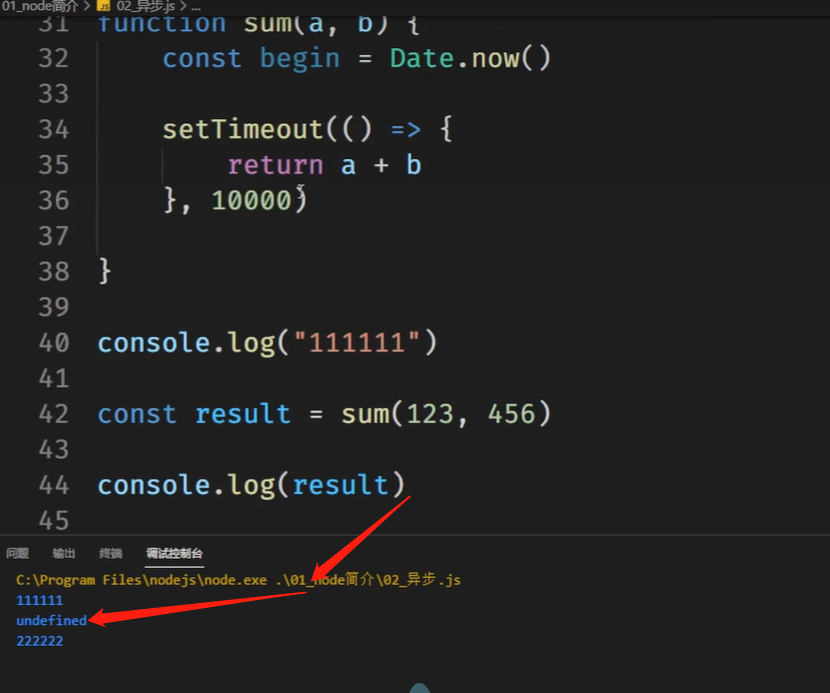 01_node简介 > JS 02_异步.js > ...
31 function sum(a, b) {
32 const begin = Date.now()
33
34 setTimeout(() => {
35 return a + b
36 }, 10000)
37
38 }
39
40 console.log("111111")
41
42 const result = sum(123, 456)
43
44 console.log(result)
45
问题 输出 终端 调试控制台
C:\Program Files\nodejs\node.exe .\01_node简介\02_异步.js
111111
undefined
222222